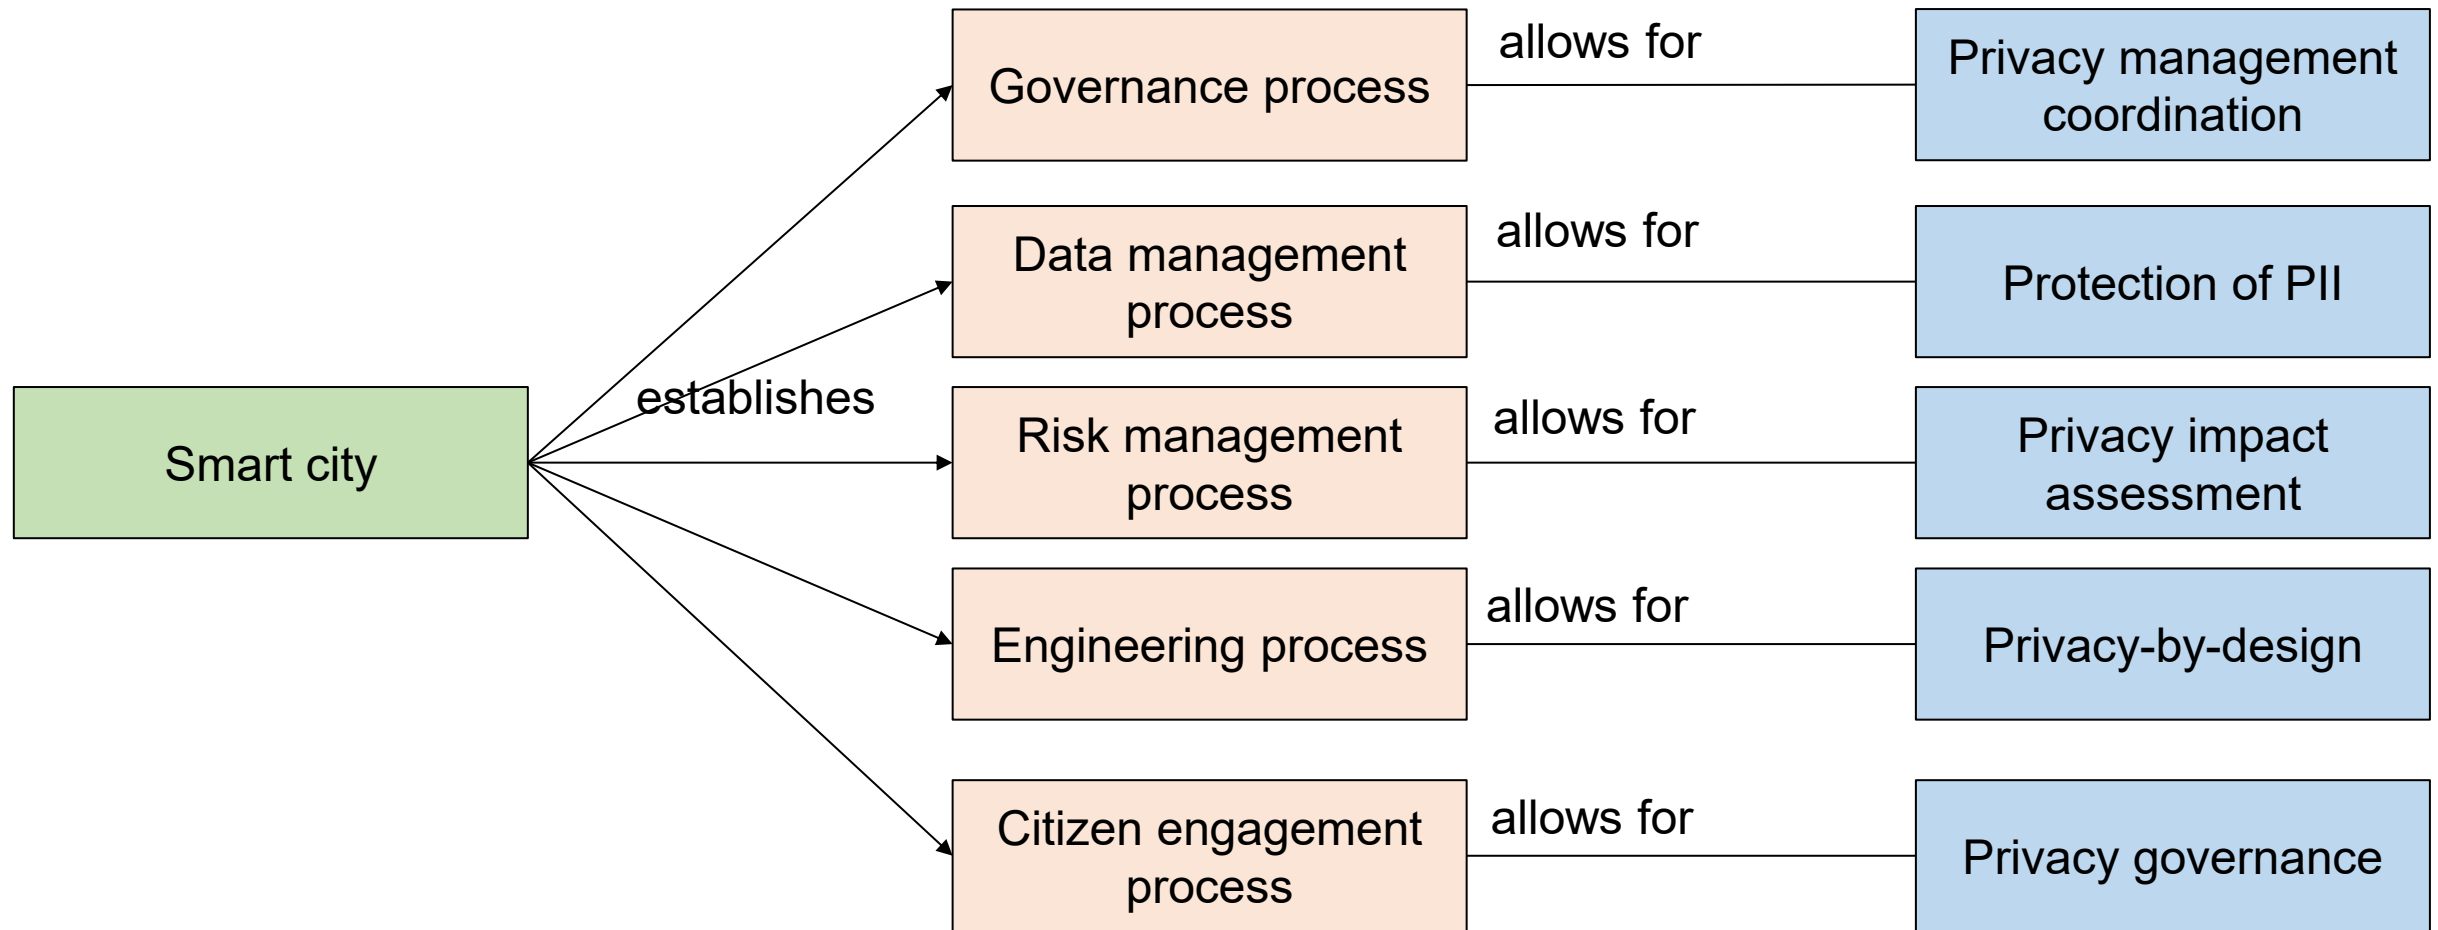 Governance process
allows for
Privacy management
coordination
Data management
process
allows for
Protection of PII
Smart city
establishes
Risk management
process
allows for
Privacy impact
assessment
Engineering process
allows for
Privacy-by-design
Citizen engagement
process
allows for
Privacy governance